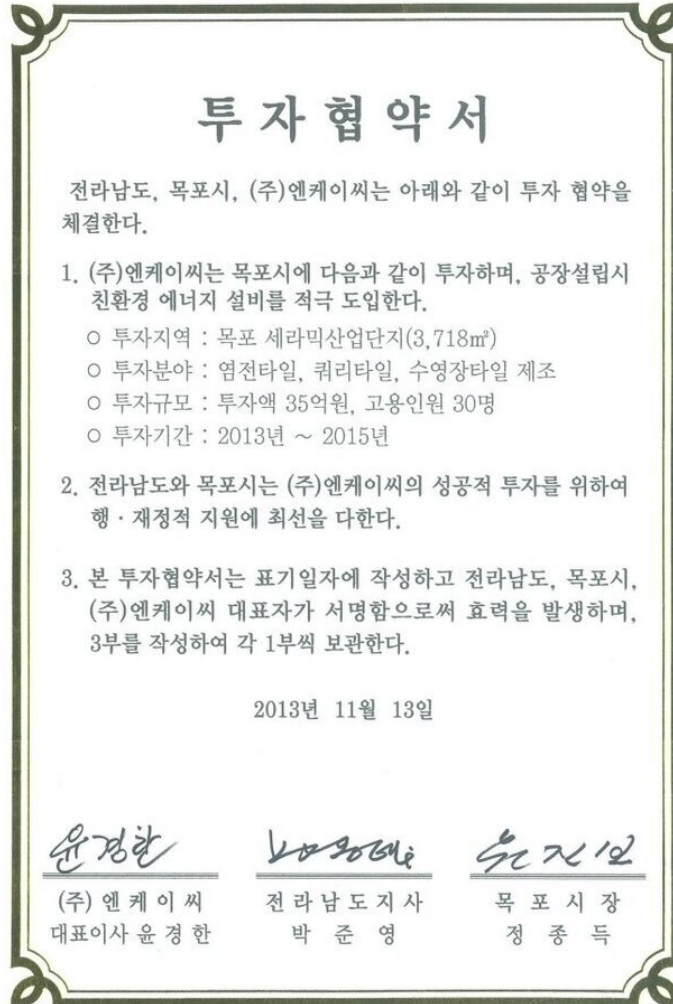 투자협약서
전라남도, 목포시, (주)엔케이씨는 아래와 같이 투자 협약을
체결한다.
1. (주)엔케이씨는 목포시에 다음과 같이 투자하며, 공장설립시
친환경 에너지 설비를 적극 도입한다.
○ 투자지역 : 목포 세라믹산업단지(3,718㎡)
○ 투자분야 : 염전타일, 쿼리타일, 수영장타일 제조
○ 투자규모 : 투자액 35억원, 고용인원 30명
○ 투자기간 : 2013년 ~ 2015년
2. 전라남도와 목포시는 (주)엔케이씨의 성공적 투자를 위하여
행·재정적 지원에 최선을 다한다.
3. 본 투자협약서는 표기일자에 작성하고 전라남도, 목포시,
(주)엔케이씨 대표자가 서명함으로써 효력을 발생하며,
3부를 작성하여 각 1부씩 보관한다.
2013년 11월 13일
윤경한
(주) 엔케이씨 전라남도지사 목포시장
대표이사 윤경한 박준영 정종득